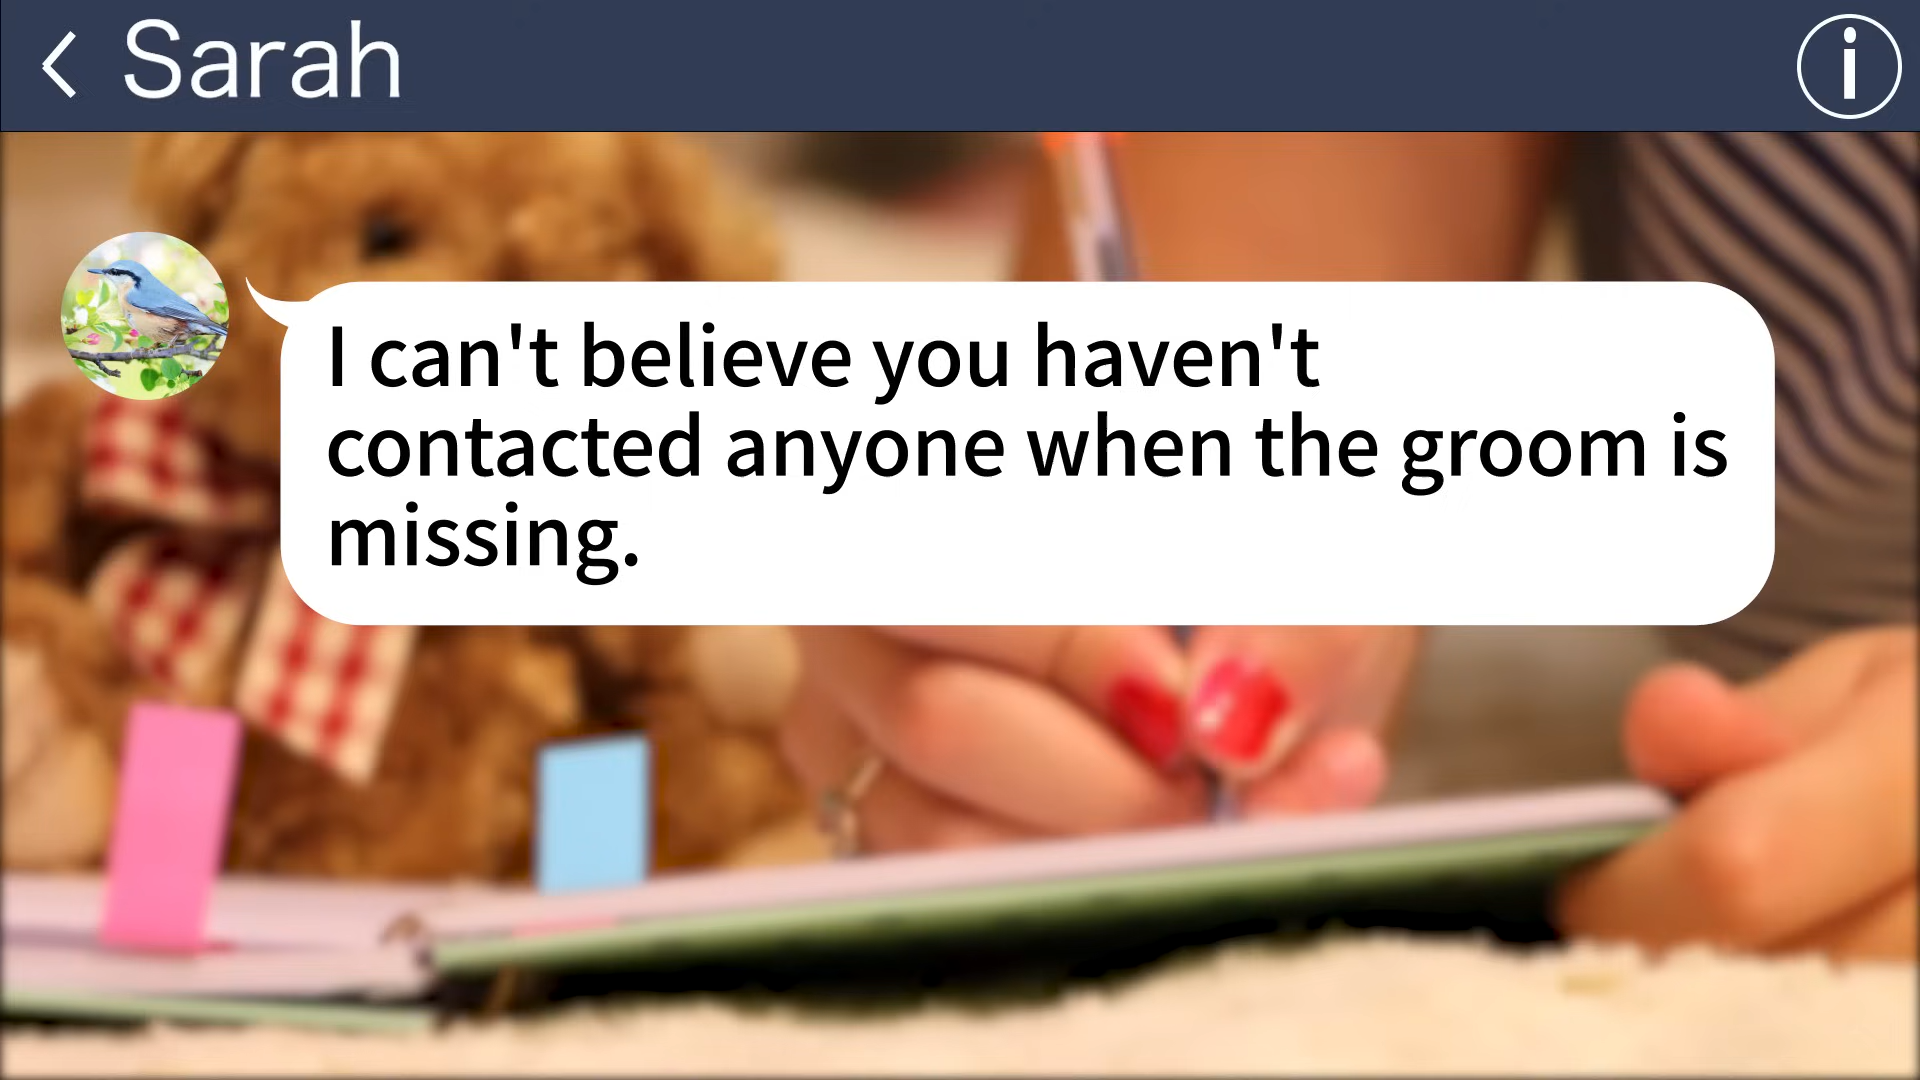 Sarah
I can't believe you haven't
contacted anyone when the groom is
missing.